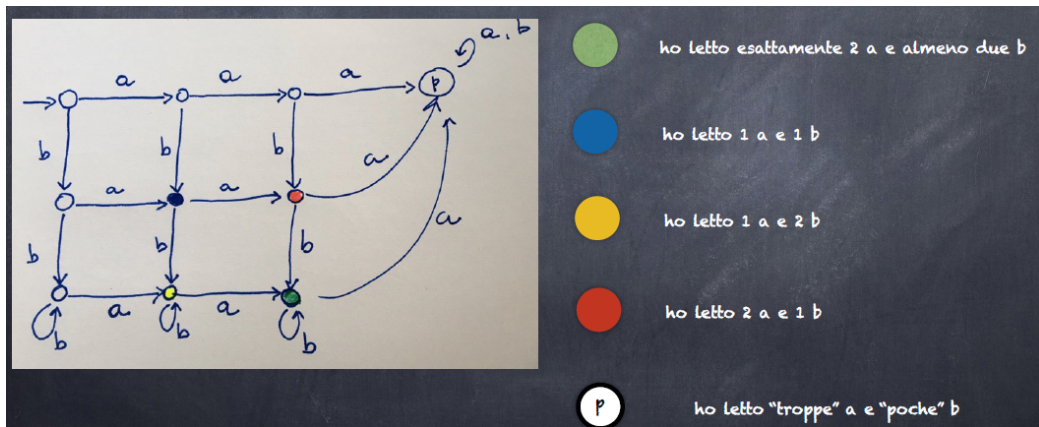 a, b
a a a
p
b b b
a a a
b b b
a a a
b b b
ho letto esattamente 2 a e almeno due b
ho letto 1 a e 1 b
ho letto 1 a e 2 b
ho letto 2 a e 1 b
p
ho letto “troppe” a e “poche” b